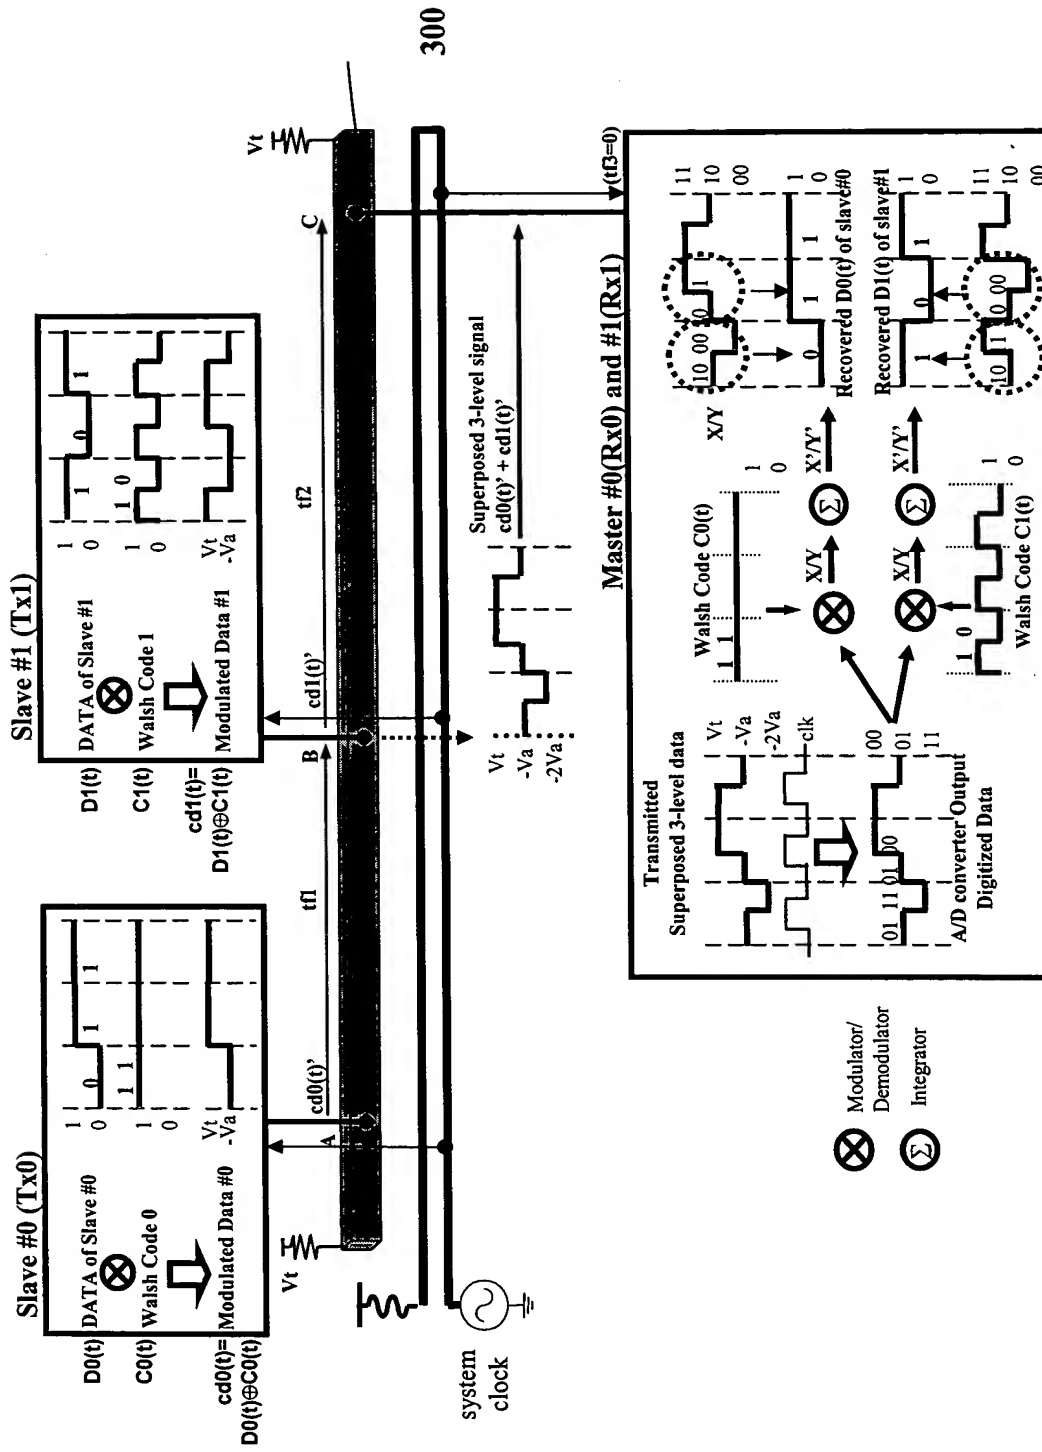 300
Slave #0 (Tx0)
D0(t) DATA of Slave #0
1
0
0 1 1
C0(t) Walsh Code 0
1
0
1 1
cd0(t)= Modulated Data #0
D0(t)⊕C0(t)
Vt
-Va
Slave #1 (Tx1)
D1(t) DATA of Slave #1
1
0
1 0 1
C1(t) Walsh Code 1
1
0
1 0
cd1(t)= Modulated Data #1
D1(t)⊕C1(t)
Vt
-Va
Vt
A
cd0(t)’
tf1
B
cd1(t)’
tf2
C
Vt
system
clock
Superposed 3-level signal
cd0(t)’ + cd1(t)’
Vt
-Va
-2Va
(tf3=0)
Master #0(Rx0) and #1(Rx1)
Transmitted
Superposed 3-level data
Vt
-Va
-2Va
clk
01 11 01 00
00
01
11
A/D converter Output
Digitized Data
Walsh Code C0(t)
1 1
1
0
X/Y
X'/Y'
Σ
X/Y
X'/Y'
Σ
1 0
1
0
Walsh Code C1(t)
X/Y
10 00 10 11
11
10
00
0 1 1
1
0
Recovered D0(t) of slave#0
Recovered D1(t) of slave#1
1 0 1
1
0
10 11 10 00
11
10
00
Modulator/
Demodulator
Σ Integrator